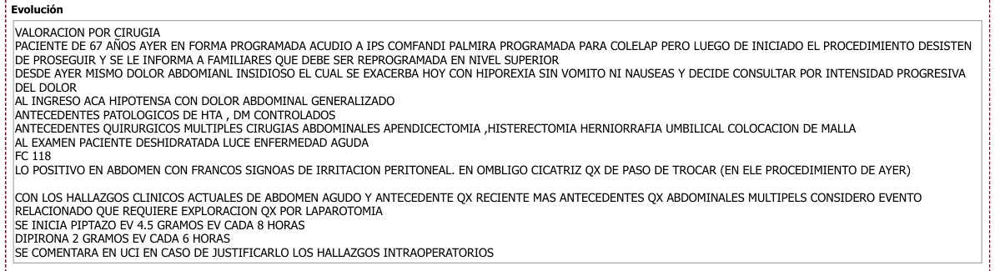 Evolución
VALORACION POR CIRUGIA
PACIENTE DE 67 AÑOS AYER EN FORMA PROGRAMADA ACUDIO A IPS COMFANDI PALMIRA PROGRAMADA PARA COLELAP PERO LUEGO DE INICIADO EL PROCEDIMIENTO DESISTEN
DE PROSEGUIR Y SE LE INFORMA A FAMILIARES QUE DEBE SER REPROGRAMADA EN NIVEL SUPERIOR
DESDE AYER MISMO DOLOR ABDOMIANL INSIDIOSO EL CUAL SE EXACERBA HOY CON HIPOREXIA SIN VOMITO NI NAUSEAS Y DECIDE CONSULTAR POR INTENSIDAD PROGRESIVA
DEL DOLOR
AL INGRESO ACA HIPOTENSA CON DOLOR ABDOMINAL GENERALIZADO
ANTECEDENTES PATOLOGICOS DE HTA , DM CONTROLADOS
ANTECEDENTES QUIRURGICOS MULTIPLES CIRUGIAS ABDOMINALES APENDICECTOMIA ,HISTERECTOMIA HERNIORRAFIA UMBILICAL COLOCACION DE MALLA
AL EXAMEN PACIENTE DESHIDRATADA LUCE ENFERMEDAD AGUDA
FC 118
LO POSITIVO EN ABDOMEN CON FRANCOS SIGNOAS DE IRRITACION PERITONEAL. EN OMBLIGO CICATRIZ QX DE PASO DE TROCAR (EN ELE PROCEDIMIENTO DE AYER)
CON LOS HALLAZGOS CLINICOS ACTUALES DE ABDOMEN AGUDO Y ANTECEDENTE QX RECIENTE MAS ANTECEDENTES QX ABDOMINALES MULTIPELS CONSIDERO EVENTO
RELACIONADO QUE REQUIERE EXPLORACION QX POR LAPAROTOMIA
SE INICIA PIPTAZO EV 4.5 GRAMOS EV CADA 8 HORAS
DIPIRONA 2 GRAMOS EV CADA 6 HORAS
SE COMENTARA EN UCI EN CASO DE JUSTIFICARLO LOS HALLAZGOS INTRAOPERATORIOS